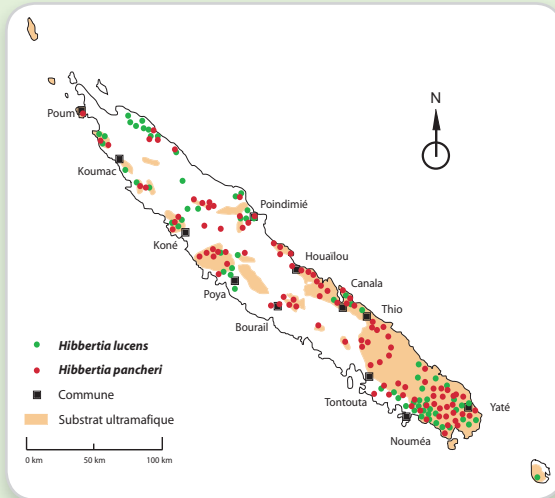 N
Poum
Koumac
Poindimié
Koné
Houaïlou
Canala
Poya
Thio
Bourail
Hibbertia lucens
Hibbertia pancheri
Commune
Substrat ultramafique
Tontouta
Yaté
Nouméa
0 km 50 km 100 km